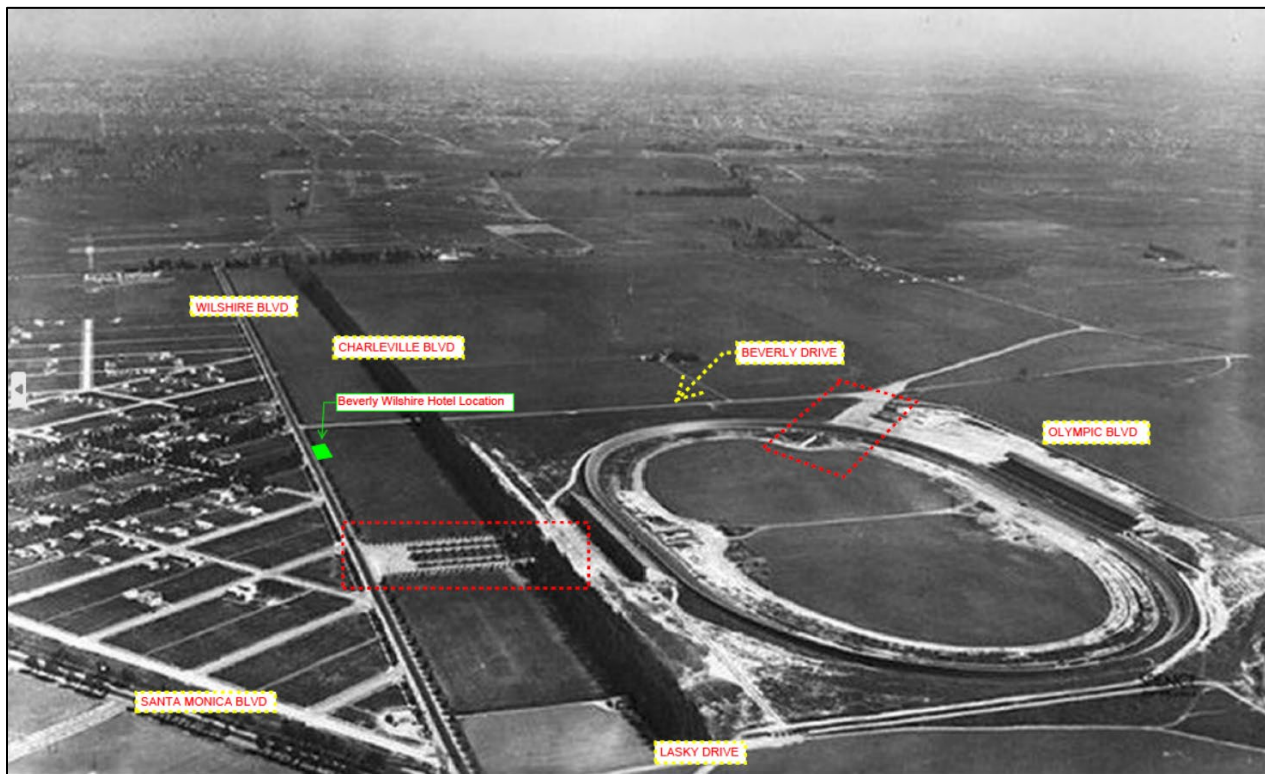 WILSHIRE BLVD
CHARLEVILLE BLVD
BEVERLY DRIVE
Beverly Wilshire Hotel Location
OLYMPIC BLVD
SANTA MONICA BLVD
LASKY DRIVE